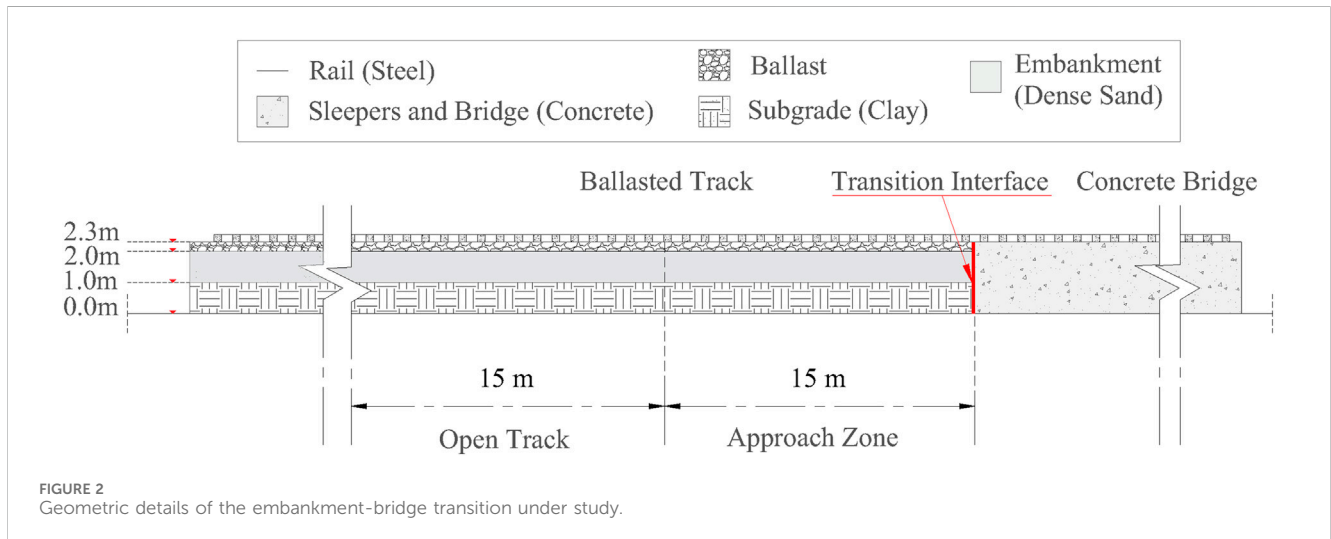 Rail (Steel)
Sleepers and Bridge (Concrete)
Ballast
Subgrade (Clay)
Embankment
(Dense Sand)
Ballasted Track
Transition Interface
Concrete Bridge
2.3m
2.0m
1.0m
0.0m
15 m
15 m
Open Track
Approach Zone
FIGURE 2
Geometric details of the embankment-bridge transition under study.